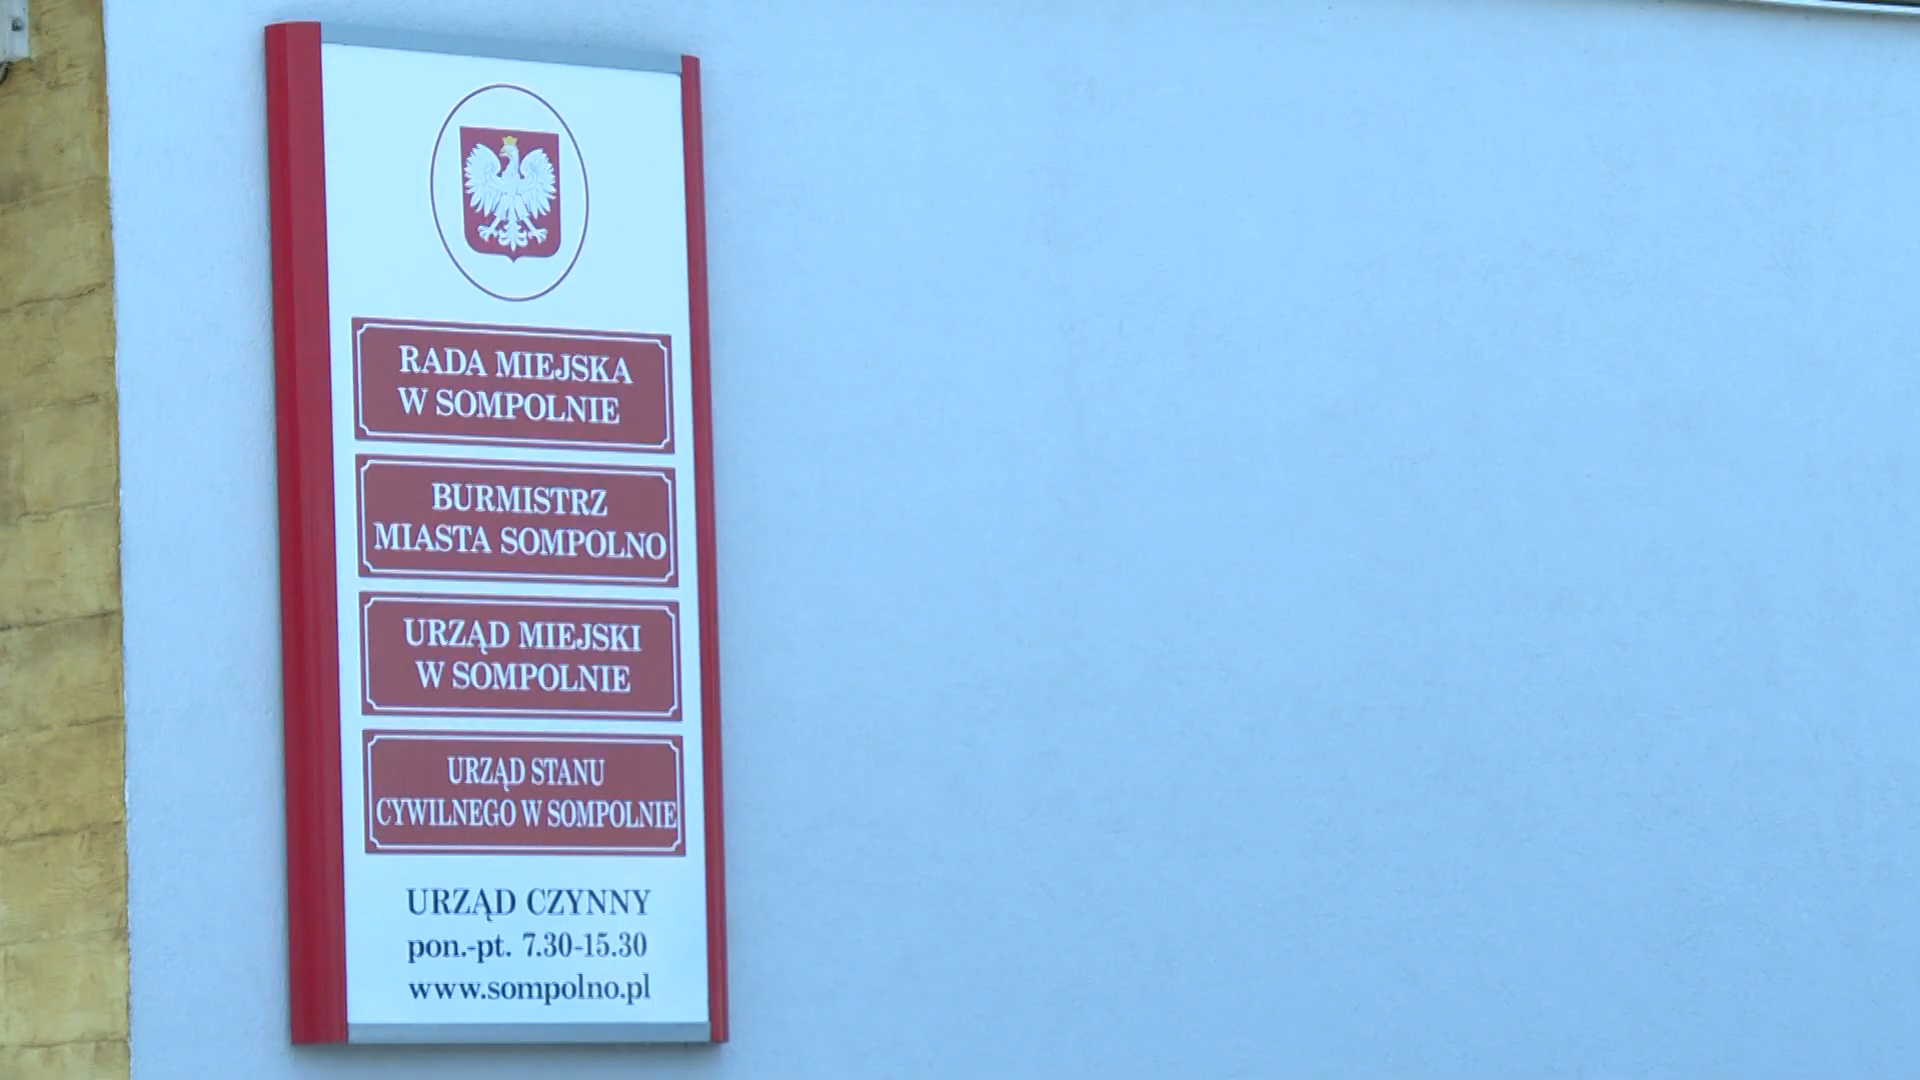 RADA MIEJSKA
W SOMPOLNIE
BURMISTRZ
MIASTA SOMPOLNO
URZĄD MIEJSKI
W SOMPOLNIE
URZĄD STANU
CYWILNEGO W SOMPOLNIE
URZĄD CZYNNY
pon.-pt. 7.30-15.30
www.sompolno.pl